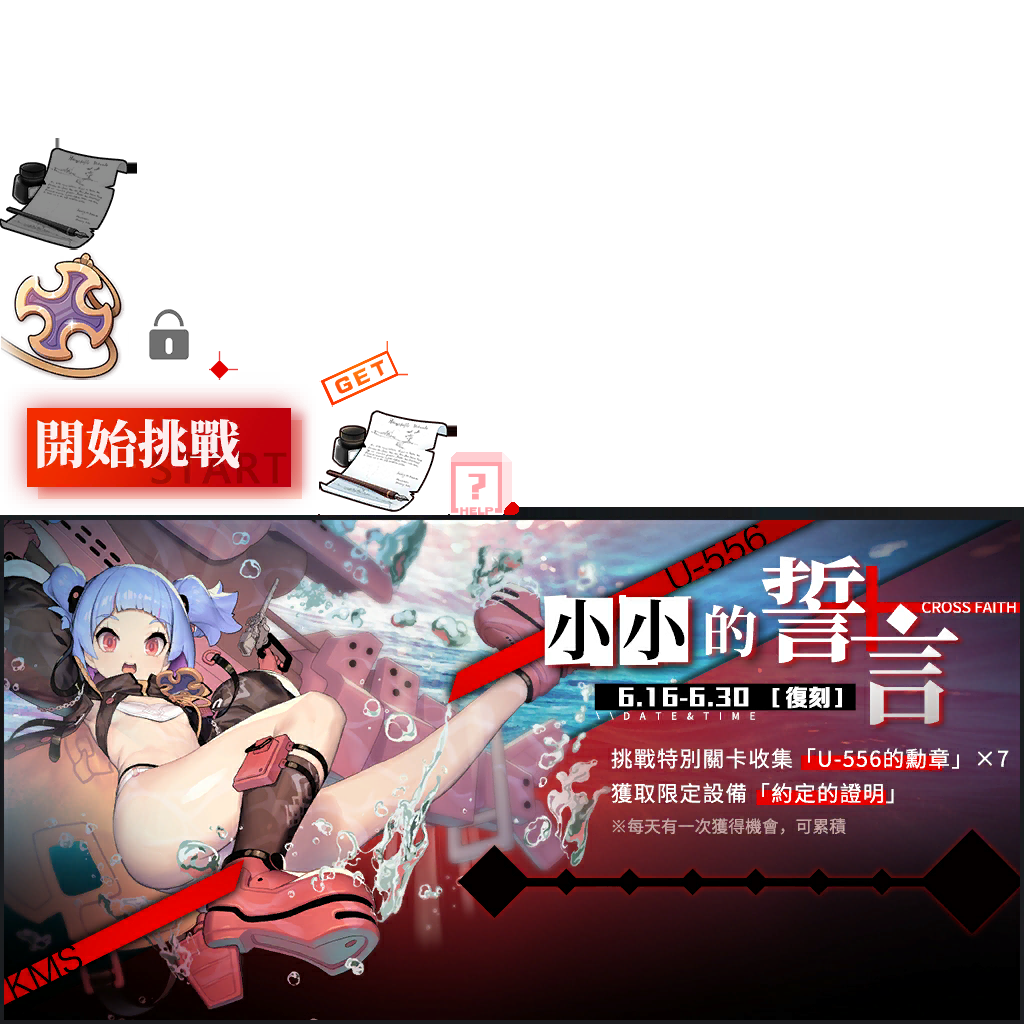 GET
開始挑戰
START
?
HELP
U-556
小小的誓言
CROSS FAITH
6.16-6.30 [復刻]
\\DATE&TIME
挑戰特別關卡收集「U-556的勳章」×7
獲取限定設備「約定的證明」
※每天有一次獲得機會，可累積
KMS